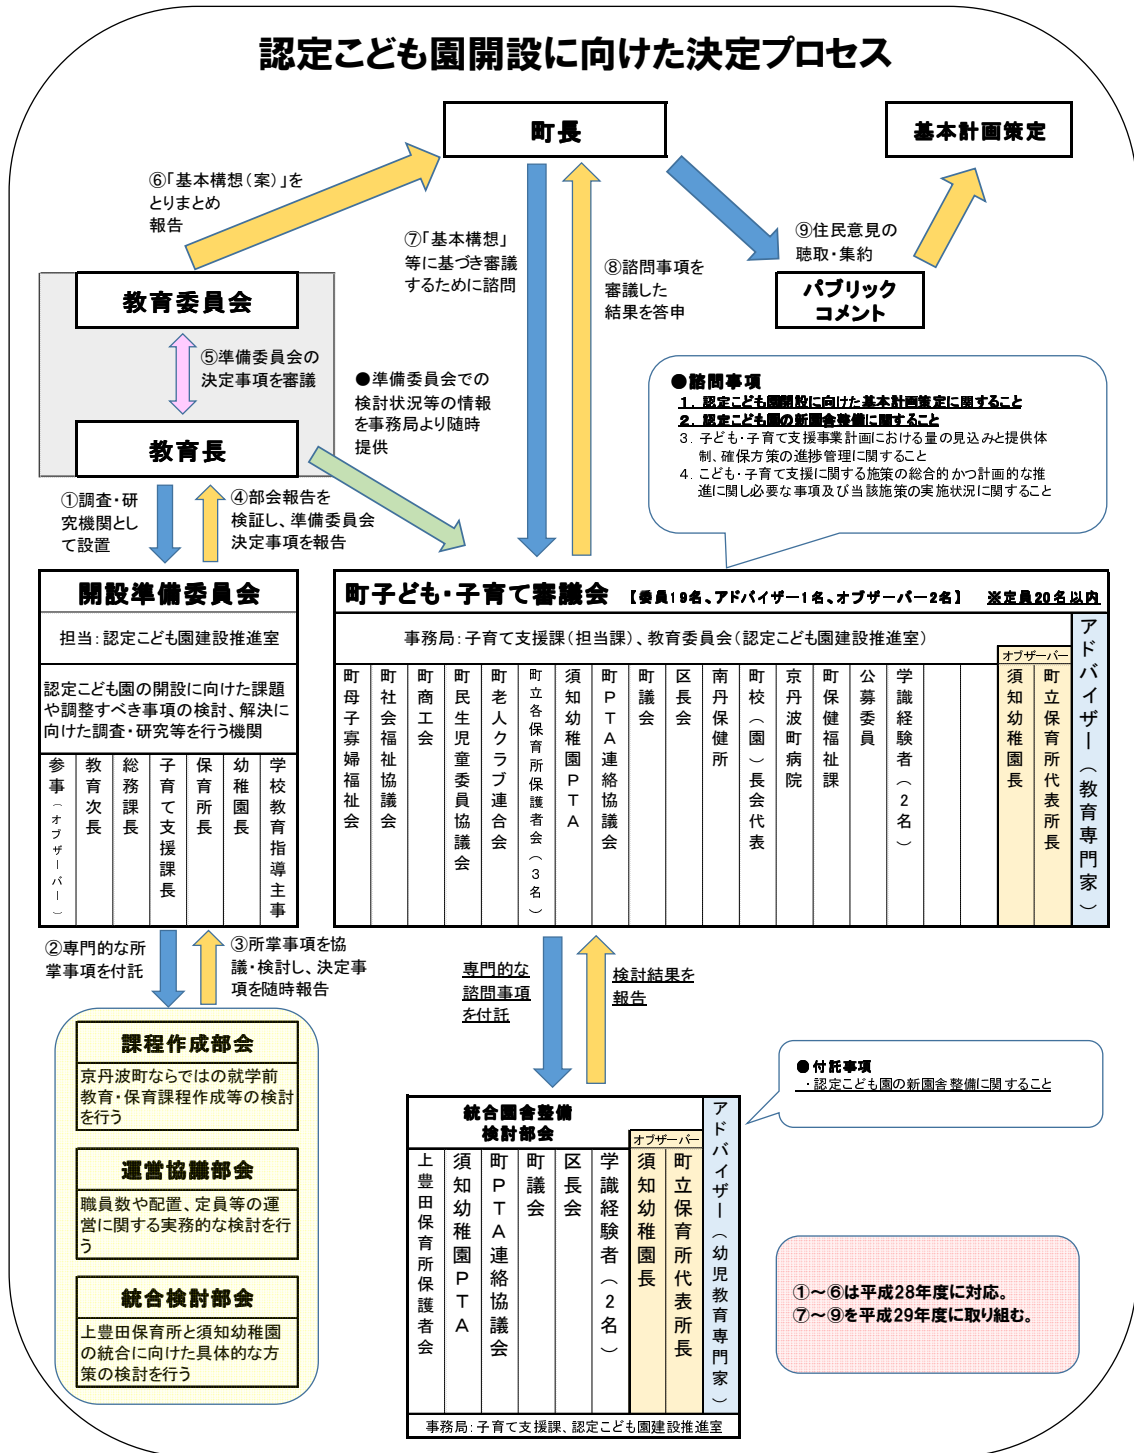 認定こども園開設に向けた決定プロセス
町長
基本計画策定
⑥「基本構想(案)」を
とりまとめ
報告
⑦「基本構想」
等に基づき審議
するために諮問
⑧諮問事項を
審議した
結果を答申
⑨住民意見の
聴取・集約
パブリック
コメント
教育委員会
⑤準備委員会の
決定事項を審議
教育長
●準備委員会での
検討状況等の情報
を事務局より随時
提供
●諮問事項
1.認定こども園開設に向けた基本計画策定に関すること
2.認定こども園の新園舎整備に関すること
3.子ども・子育て支援事業計画における量の見込みと提供体
制、確保方策の進捗管理に関すること
4.こども・子育て支援に関する施策の総合的かつ計画的な推
進に関し必要な事項及び当該施策の実施状況に関すること
①調査・研
究機関とし
て設置
④部会報告を
検証し、準備委員会
決定事項を報告
開設準備委員会
担当:認定こども園建設推進室
認定こども園の開設に向けた課題
や調整すべき事項の検討、解決に
向けた調査・研究等を行う機関
参事(オブザーバー)
教育次長
総務課長
子育て支援課長
保育所長
幼稚園長
学校教育指導主事
町子ども・子育て審議会 【委員19名、アドバイザー1名、オブザーバー2名】 ※定員20名以内
事務局:子育て支援課(担当課)、教育委員会(認定こども園建設推進室)
町母子寡婦福祉会
町社会福祉協議会
町商工会
町民生児童委員協議会
町老人クラブ連合会
町立各保育所保護者会(3名)
須知幼稚園PTA
町PTA連絡協議会
町議会
区長会
南丹保健所
町校(園)長会代表
京丹波町病院
町保健福祉課
公募委員
学識経験者(2名)
オブザーバー
須知幼稚園長
町立保育所代表所長
アドバイザー(教育専門家)
②専門的な所
掌事項を付託
③所掌事項を協
議・検討し、決定事
項を随時報告
専門的な
諮問事項
を付託
検討結果を
報告
課程作成部会
京丹波町ならではの就学前
教育・保育課程作成等の検討
を行う
運営協議部会
職員数や配置、定員等の運
営に関する実務的な検討を行
う
統合検討部会
上豊田保育所と須知幼稚園
の統合に向けた具体的な方
策の検討を行う
●付託事項
・認定こども園の新園舎整備に関すること
統合園舎整備
検討部会
上豊田保育所保護者会
須知幼稚園PTA
町PTA連絡協議会
町議会
区長会
学識経験者(2名)
オブザーバー
須知幼稚園長
町立保育所代表所長
アドバイザー(幼児教育専門家)
事務局:子育て支援課、認定こども園建設推進室
①~⑥は平成28年度に対応。
⑦~⑨を平成29年度に取り組む。